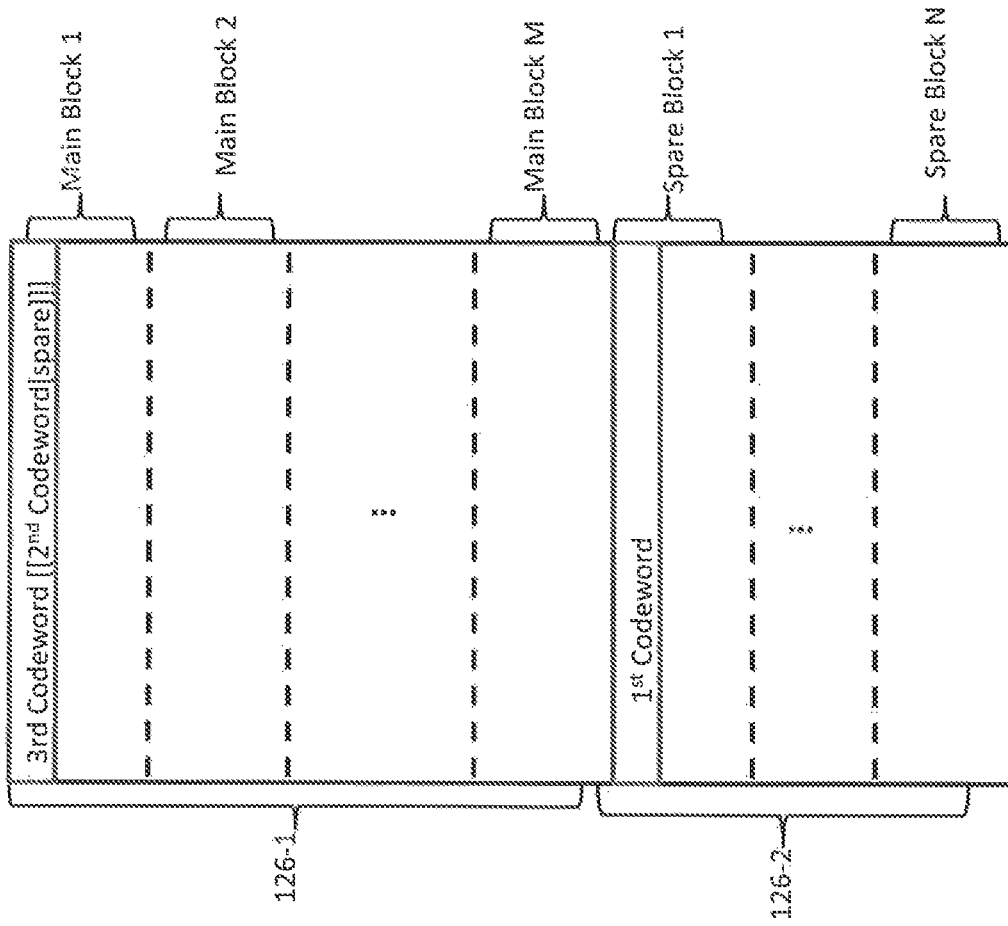 3rd Codeword [[2nd Codeword|spare]]]
Main Block 1
Main Block 2
Main Block M
126-1
1st Codeword
Spare Block 1
Spare Block N
126-2